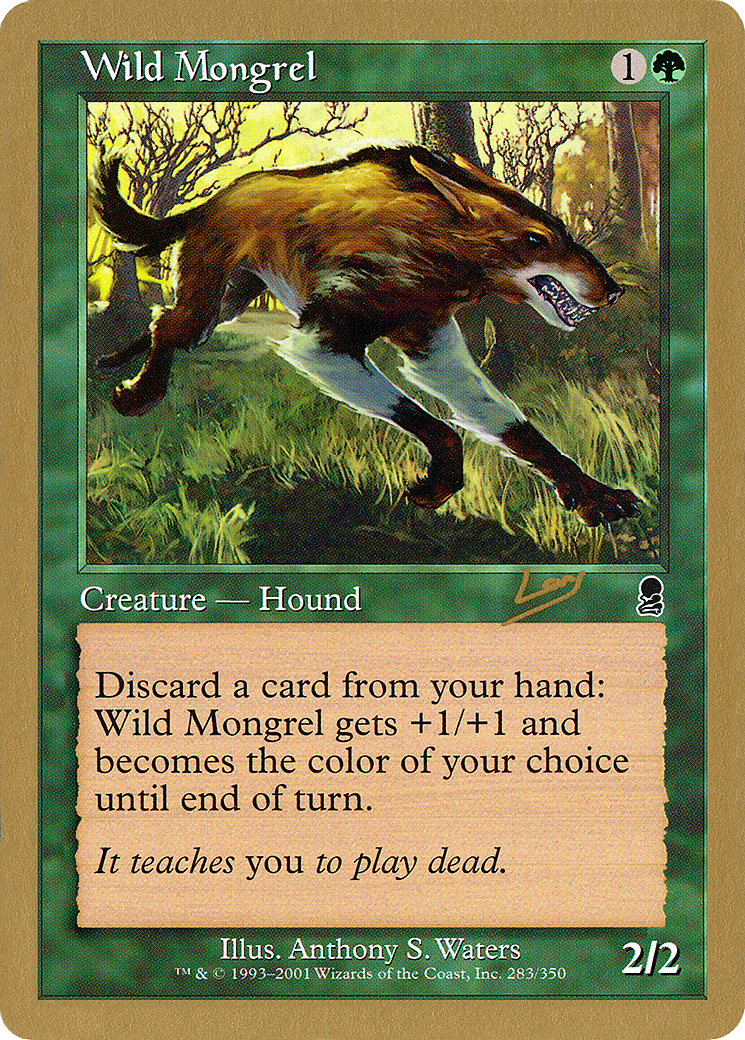 Wild Mongrel 1
Creature — Hound
Discard a card from your hand:
Wild Mongrel gets +1/+1 and
becomes the color of your choice
until end of turn.
It teaches you to play dead.
Illus. Anthony S. Waters
™ & © 1993–2001 Wizards of the Coast, Inc. 283/350
2/2